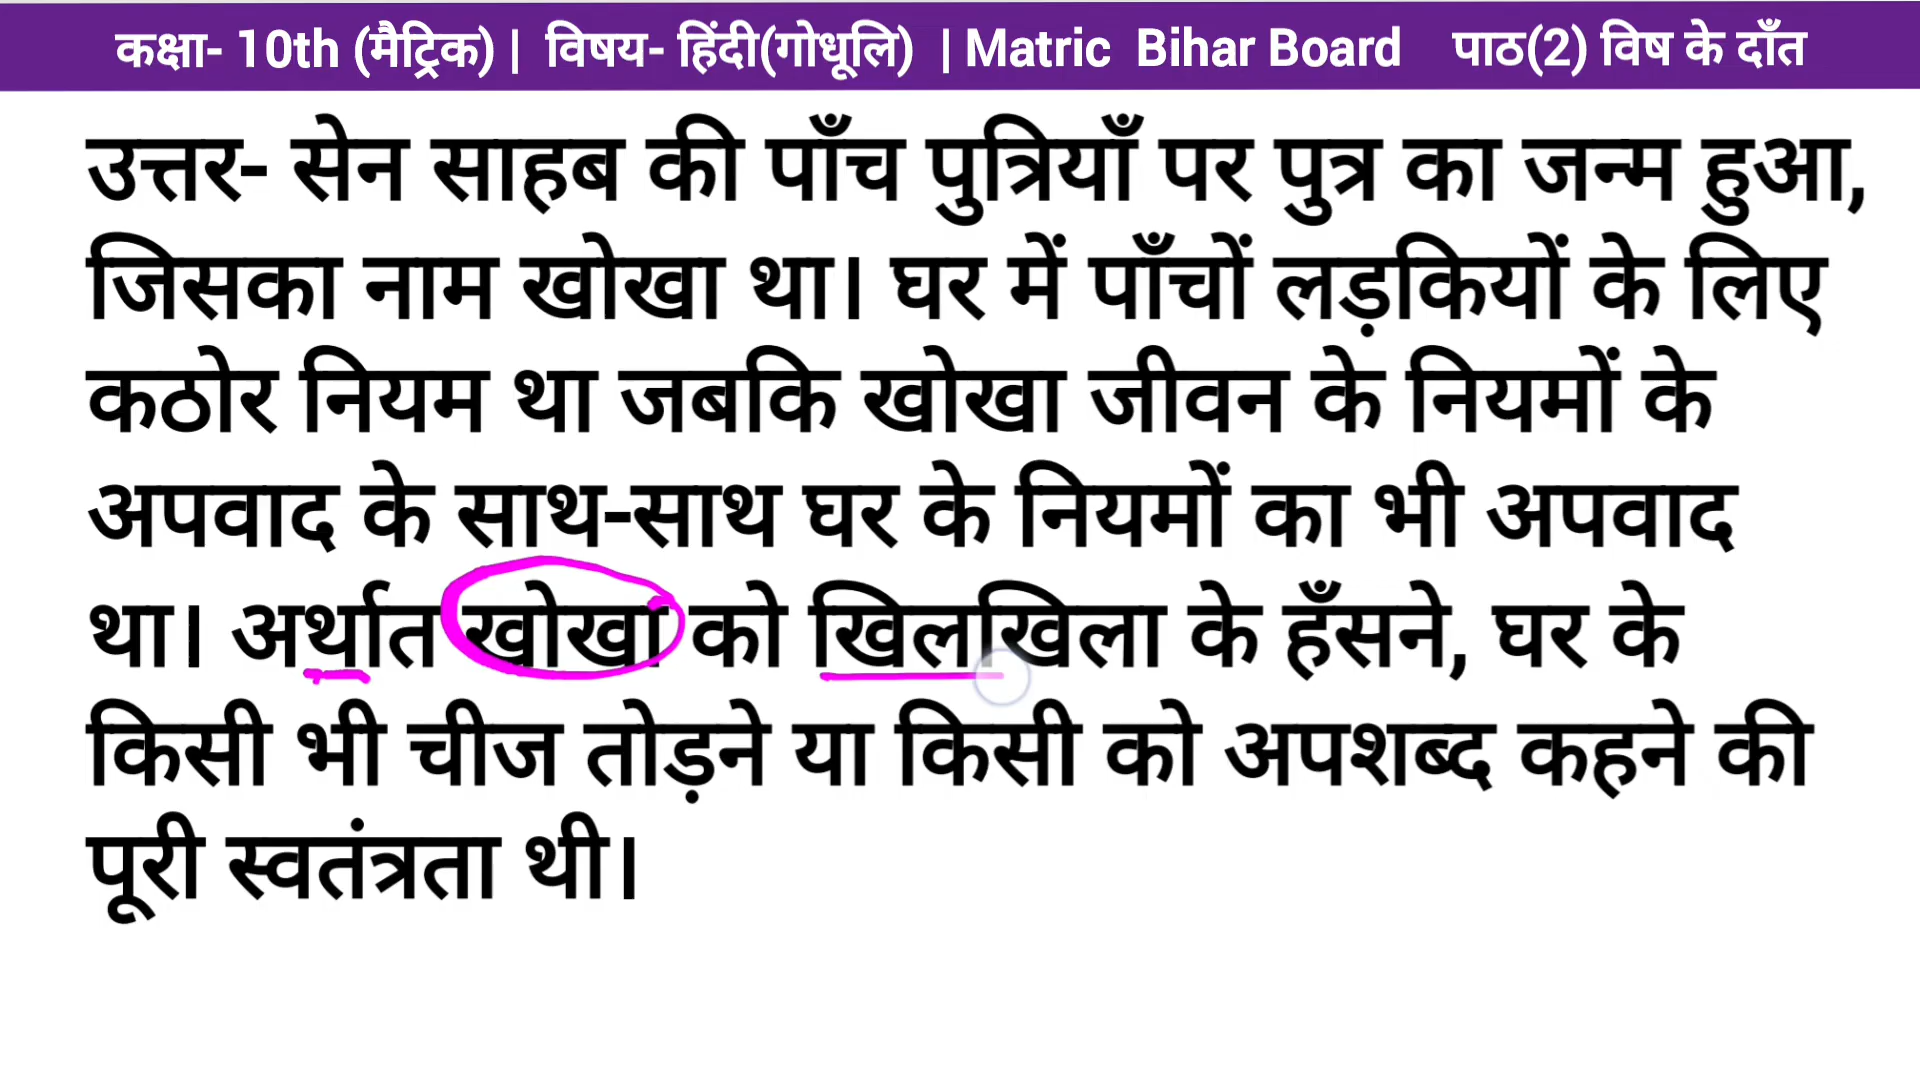 कक्षा- 10th (मैट्रिक) | विषय- हिंदी(गोधूलि) | Matric Bihar Board पाठ(2) विष के दाँत
उत्तर- सेन साहब की पाँच पुत्रियाँ पर पुत्र का जन्म हुआ,
जिसका नाम खोखा था। घर में पाँचों लड़कियों के लिए
कठोर नियम था जबकि खोखा जीवन के नियमों के
अपवाद के साथ-साथ घर के नियमों का भी अपवाद
था। अर्थात खोखा को खिलखिला के हँसने, घर के
किसी भी चीज तोड़ने या किसी को अपशब्द कहने की
पूरी स्वतंत्रता थी।